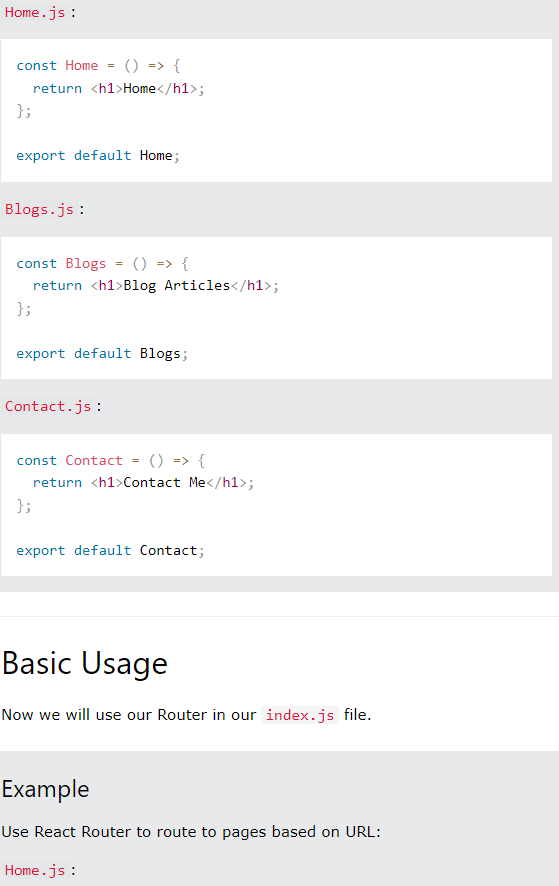 Home.js :
const Home = () => {
  return <h1>Home</h1>;
};
export default Home;
Blogs.js :
const Blogs = () => {
  return <h1>Blog Articles</h1>;
};
export default Blogs;
Contact.js :
const Contact = () => {
  return <h1>Contact Me</h1>;
};
export default Contact;
Basic Usage
Now we will use our Router in our index.js file.
Example
Use React Router to route to pages based on URL:
Home.js :